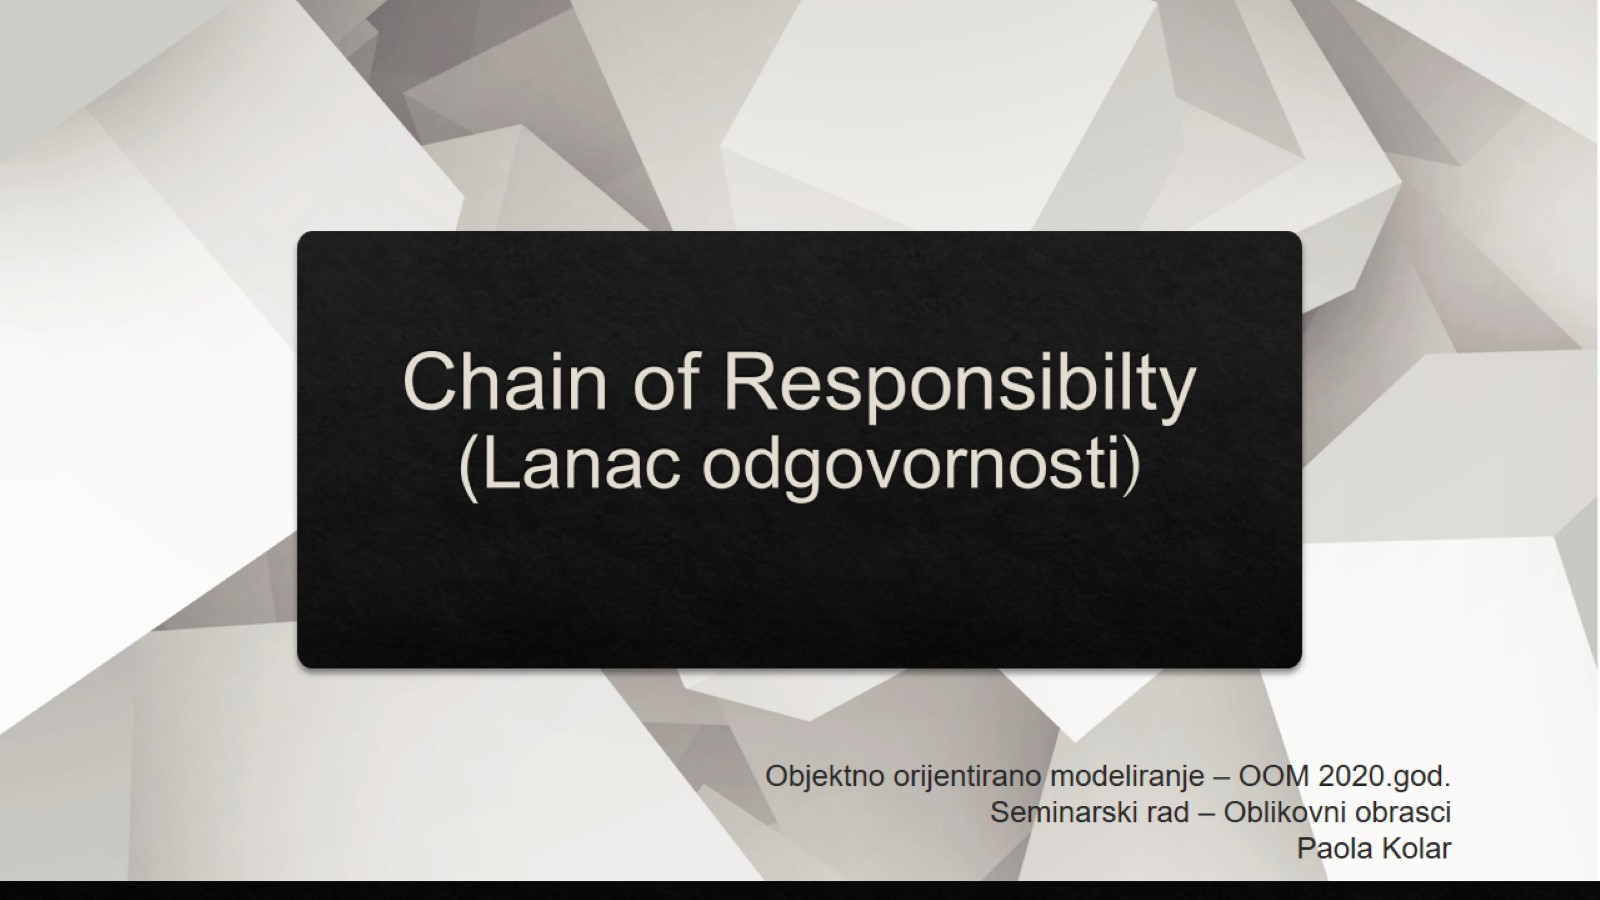 Chain of Responsibilty
(Lanac odgovornosti)
Objektno orijentirano modeliranje – OOM 2020.god.
Seminarski rad – Oblikovni obrasci
Paola Kolar